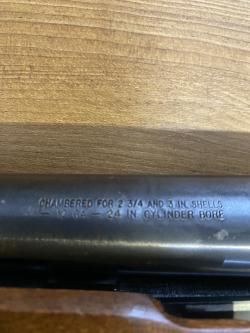 CHAMBERED FOR 2 3/4 AND 3 IN. SHELLS
— 12 GA — 24 IN CYLINDER BORE